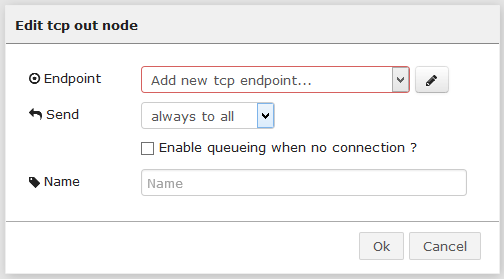 Edit tcp out node
Endpoint Add new tcp endpoint...
Send always to all
Enable queueing when no connection ?
Name Name
Ok Cancel